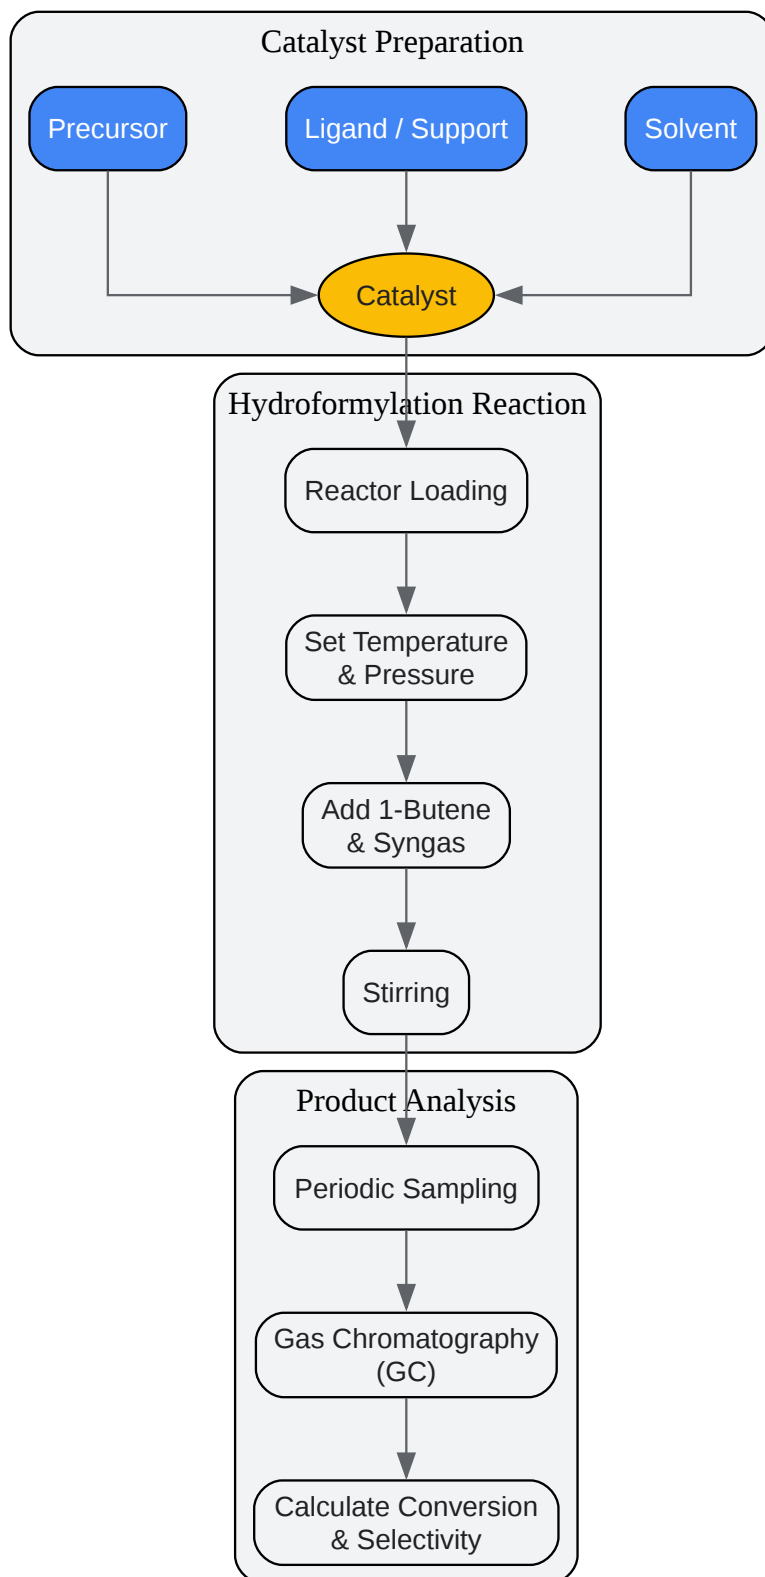 Catalyst Preparation
Precursor
Ligand / Support
Solvent
Catalyst
Hydroformylation Reaction
Reactor Loading
Set Temperature
& Pressure
Add 1-Butene
& Syngas
Stirring
Product Analysis
Periodic Sampling
Gas Chromatography
(GC)
Calculate Conversion
& Selectivity